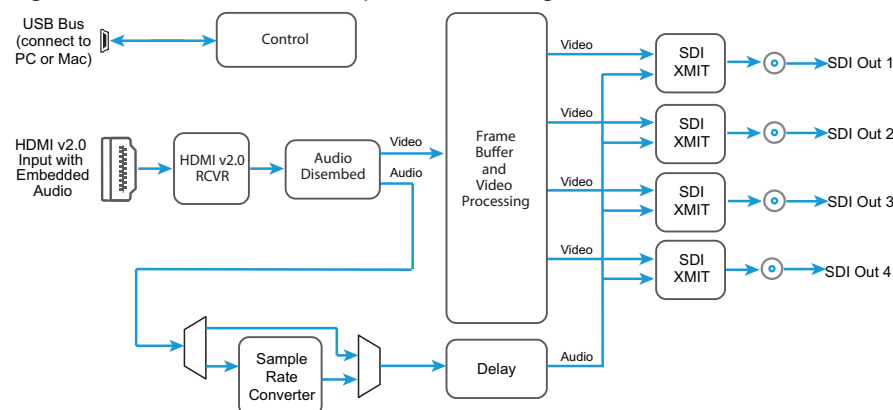 USB Bus
(connect to
PC or Mac)
Control
HDMI v2.0
Input with
Embedded
Audio
HDMI v2.0
RCVR
Audio
Disembed
Video
Audio
Frame
Buffer
and
Video
Processing
Video
SDI
XMIT
SDI Out 1
Video
SDI
XMIT
SDI Out 2
Video
SDI
XMIT
SDI Out 3
Video
SDI
XMIT
SDI Out 4
Sample
Rate
Converter
Delay
Audio